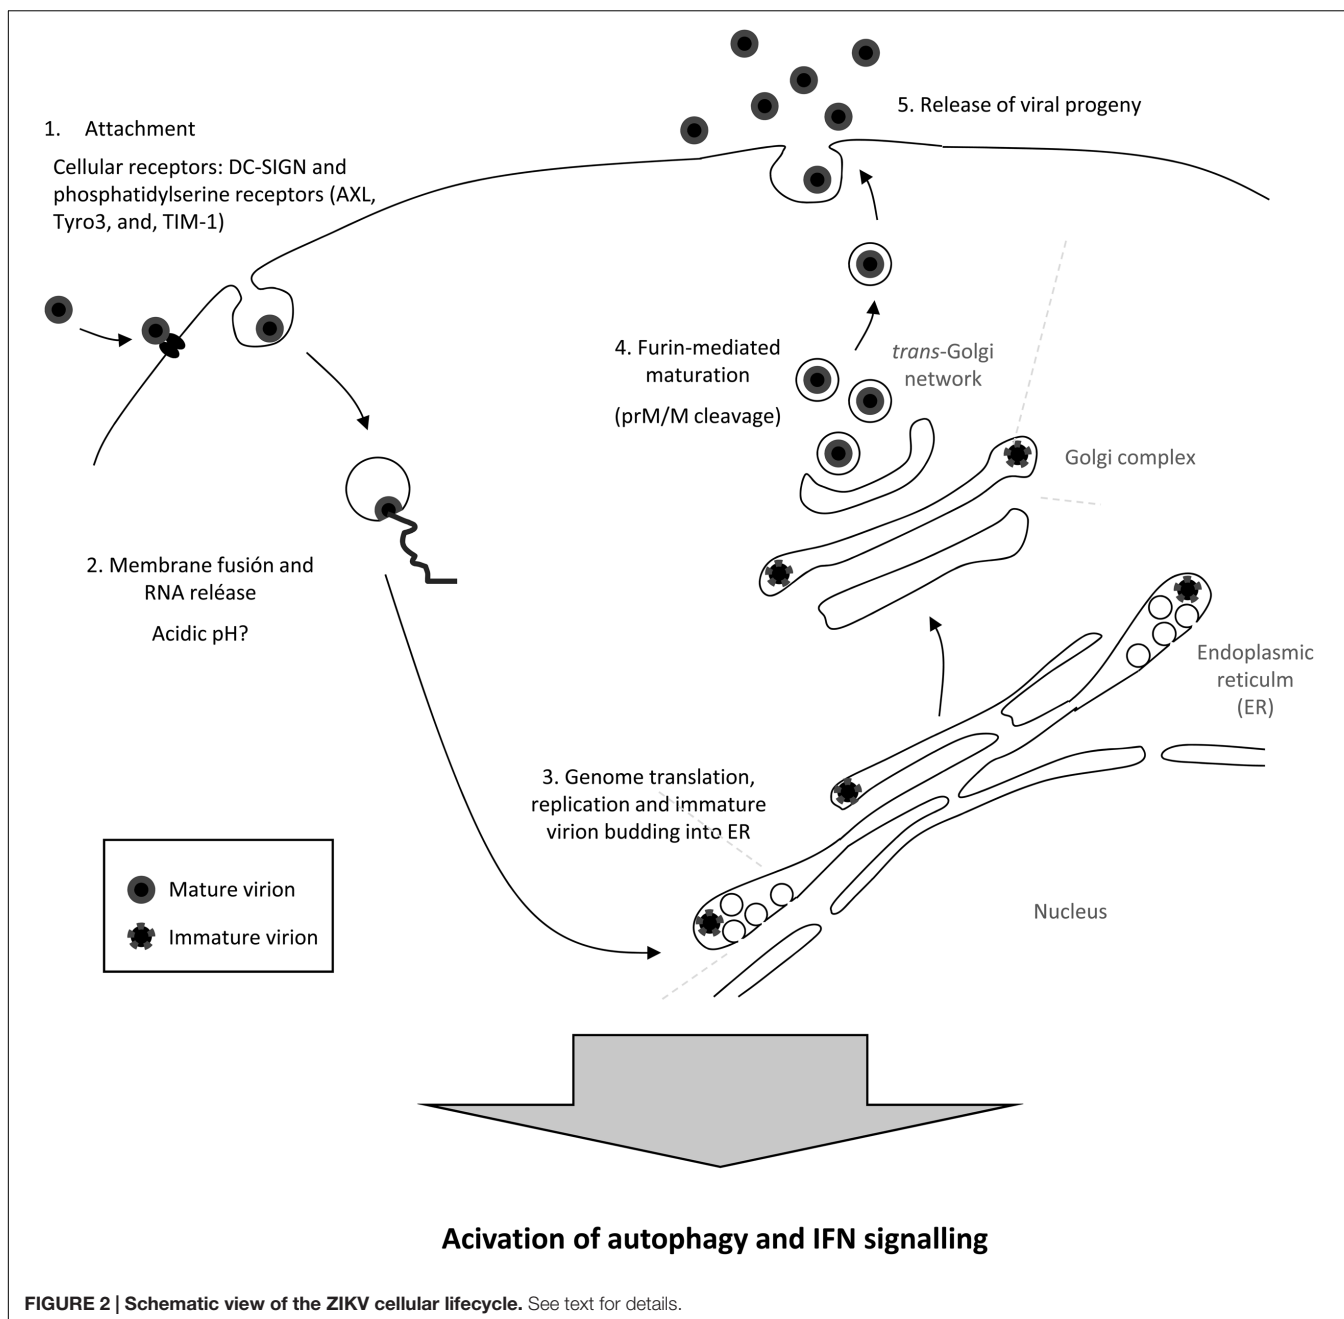 1. Attachment
Cellular receptors: DC-SIGN and
phosphatidylserine receptors (AXL,
Tyro3, and, TIM-1)
5. Release of viral progeny
4. Furin-mediated
maturation
(prM/M cleavage)
trans-Golgi
network
Golgi complex
2. Membrane fusión and
RNA reléase
Acidic pH?
Endoplasmic
reticulm
(ER)
3. Genome translation,
replication and immature
virion budding into ER
Mature virion
Immature virion
Nucleus
Acivation of autophagy and IFN signalling
FIGURE 2 | Schematic view of the ZIKV cellular lifecycle. See text for details.